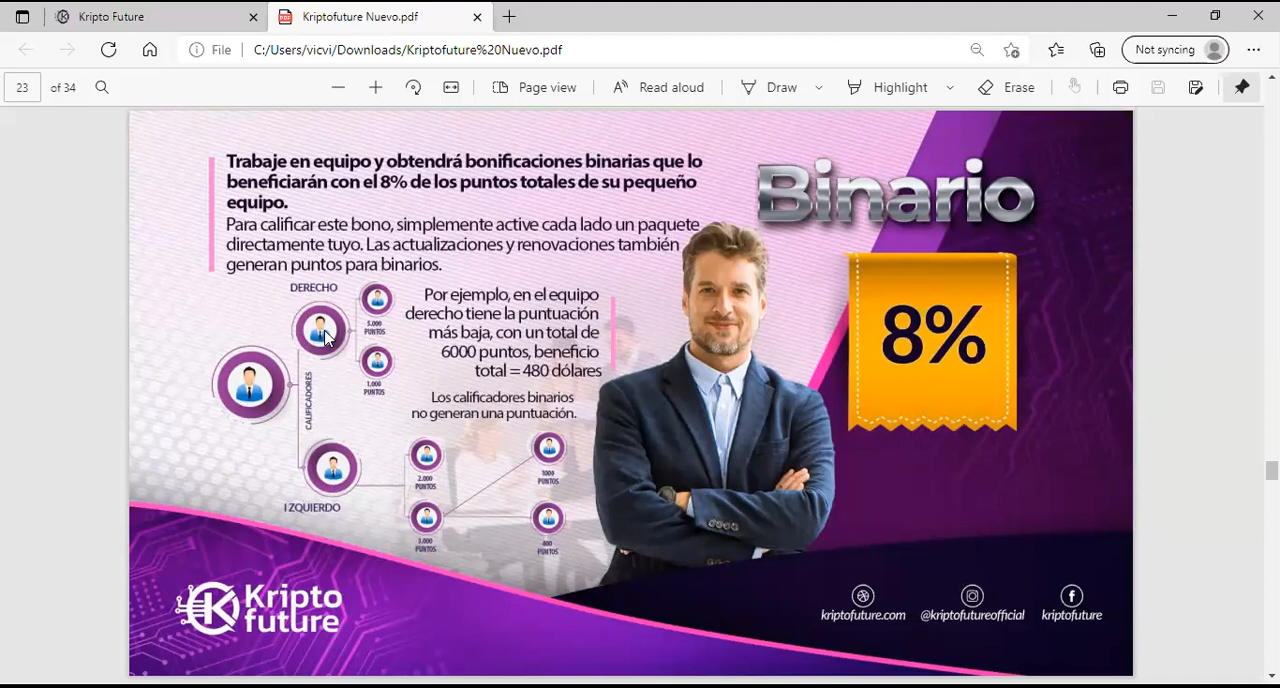 Kripto Future
Kriptofuture Nuevo.pdf
File
C:/Users/vicvi/Downloads/Kriptofuture%20Nuevo.pdf
Not syncing
23
of 34
Page view
Read aloud
Draw
Highlight
Erase
Trabaje en equipo y obtendrá bonificaciones binarias que lo
beneficiarán con el 8% de los puntos totales de su pequeño
equipo.
Para calificar este bono, simplemente active cada lado un paquete
directamente tuyo. Las actualizaciones y renovaciones también
generan puntos para binarios.
Binario
8%
DERECHO
5.000
PUNTOS
1.000
PUNTOS
CALIFICADORES
Por ejemplo, en el equipo
derecho tiene la puntuación
más baja, con un total de
6000 puntos, beneficio
total = 480 dólares
Los calificadores binarios
no generan una puntuación.
IZQUIERDO
2.000
PUNTOS
PUNTOS
1000
PUNTOS
PUNTOS
Kripto
future
kriptofuture.com
@kriptofutureofficial
kriptofuture